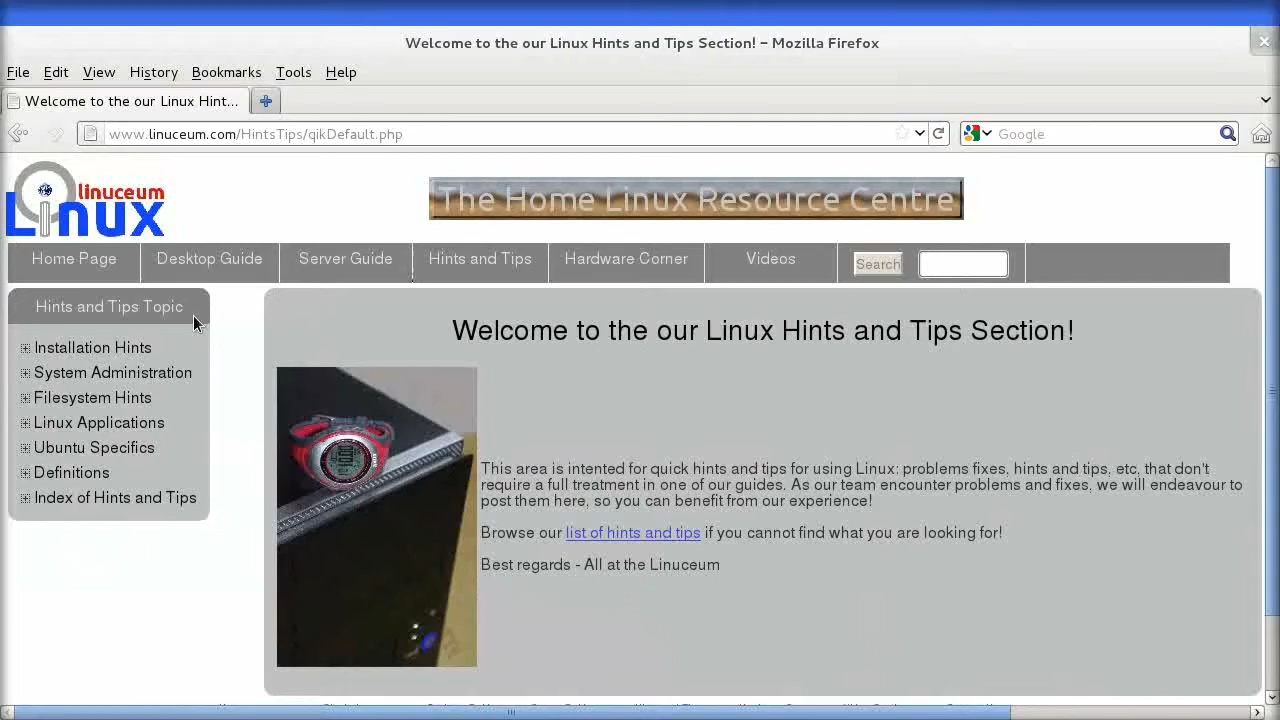 Welcome to the our Linux Hints and Tips Section! – Mozilla Firefox
File Edit View History Bookmarks Tools Help
Welcome to the our Linux Hint...
www.linuceum.com/HintsTips/qikDefault.php
Google
linuceum
Linux
The Home Linux Resource Centre
Home Page Desktop Guide Server Guide Hints and Tips Hardware Corner Videos Search
Hints and Tips Topic
Installation Hints
System Administration
Filesystem Hints
Linux Applications
Ubuntu Specifics
Definitions
Index of Hints and Tips
Welcome to the our Linux Hints and Tips Section!
This area is intented for quick hints and tips for using Linux: problems fixes, hints and tips, etc, that don't
require a full treatment in one of our guides. As our team encounter problems and fixes, we will endeavour to
post them here, so you can benefit from our experience!
Browse our list of hints and tips if you cannot find what you are looking for!
Best regards - All at the Linuceum